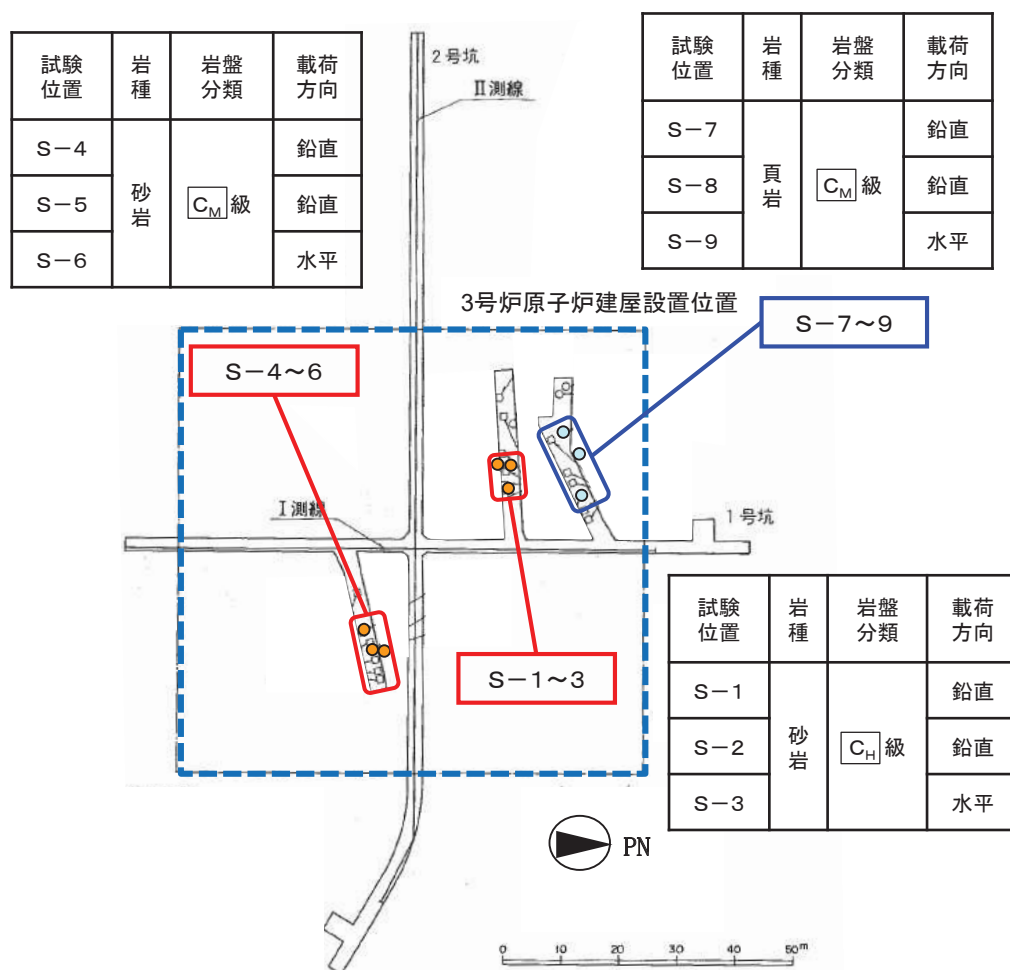 試験位置 岩種 岩盤分類 載荷方向
S-4 砂岩 C_M級 鉛直
S-5 鉛直
S-6 水平
2号坑
Ⅱ測線
試験位置 岩種 岩盤分類 載荷方向
S-7 頁岩 C_M級 鉛直
S-8 鉛直
S-9 水平
3号炉原子炉建屋設置位置
S-7～9
S-4～6
Ⅰ測線
1号坑
S-1～3
試験位置 岩種 岩盤分類 載荷方向
S-1 砂岩 C_H級 鉛直
S-2 鉛直
S-3 水平
PN
0 10 20 30 40 50m